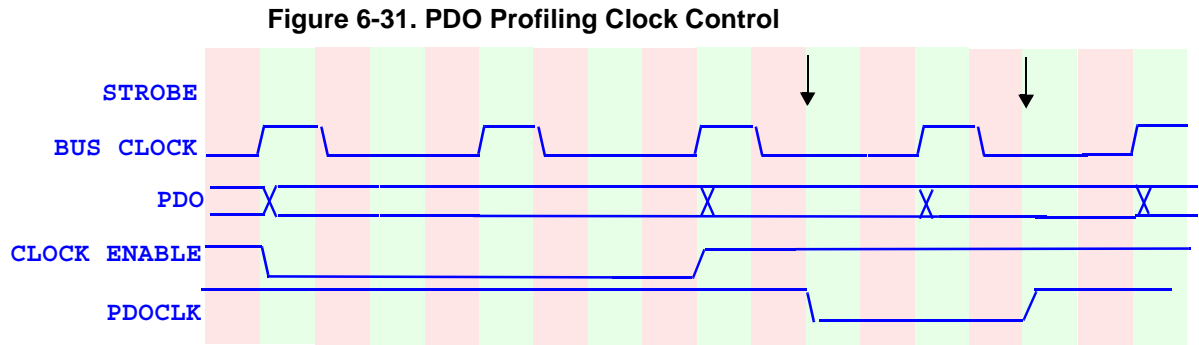 Figure 6-31. PDO Profiling Clock Control
STROBE
BUS CLOCK
PDO
CLOCK ENABLE
PDOCLK